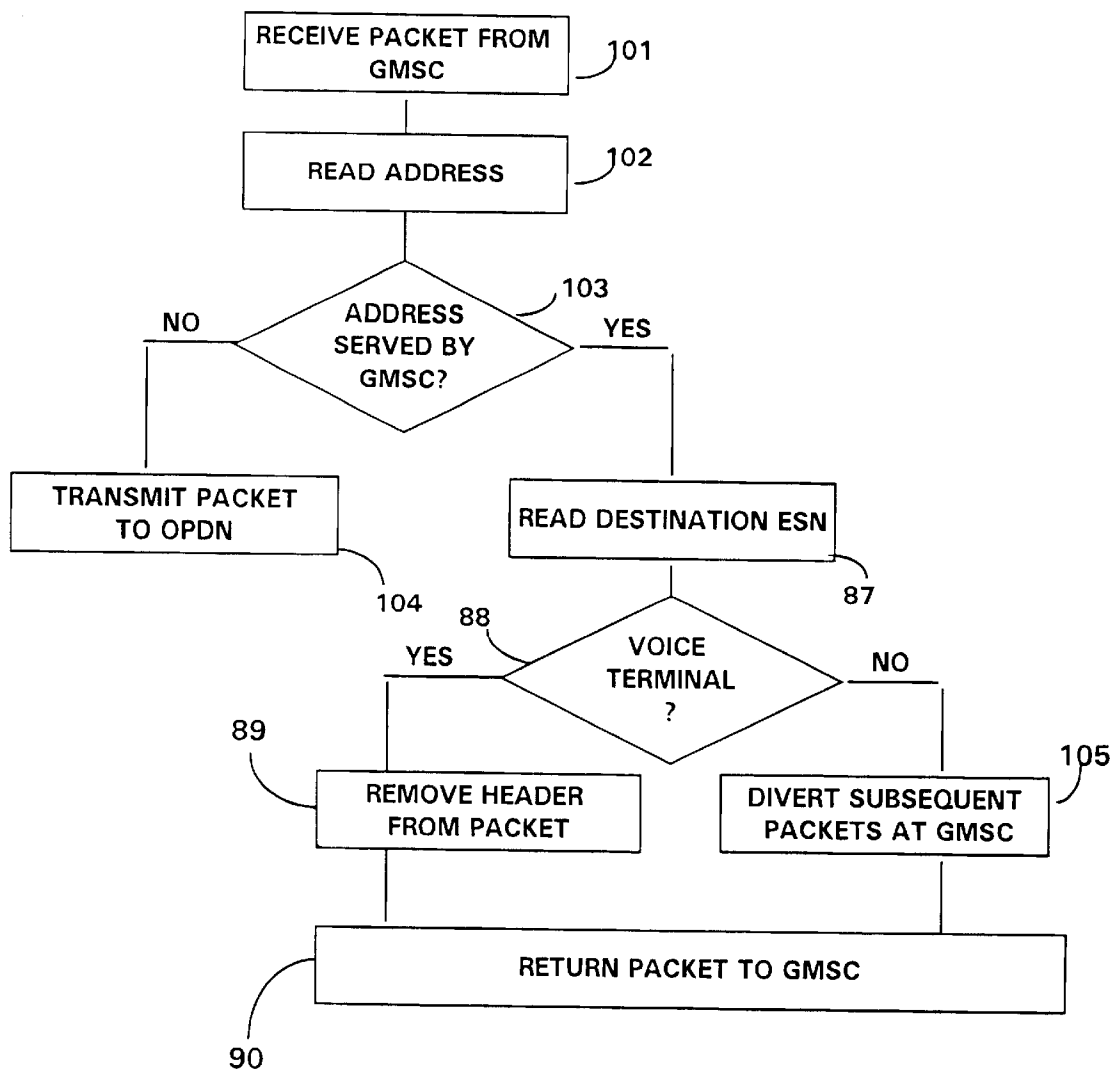 RECEIVE PACKET FROM
GMSC
101
READ ADDRESS
102
103
ADDRESS
SERVED BY
GMSC?
NO
YES
TRANSMIT PACKET
TO OPDN
104
READ DESTINATION ESN
87
88
VOICE
TERMINAL
?
YES
NO
89
REMOVE HEADER
FROM PACKET
105
DIVERT SUBSEQUENT
PACKETS AT GMSC
RETURN PACKET TO GMSC
90